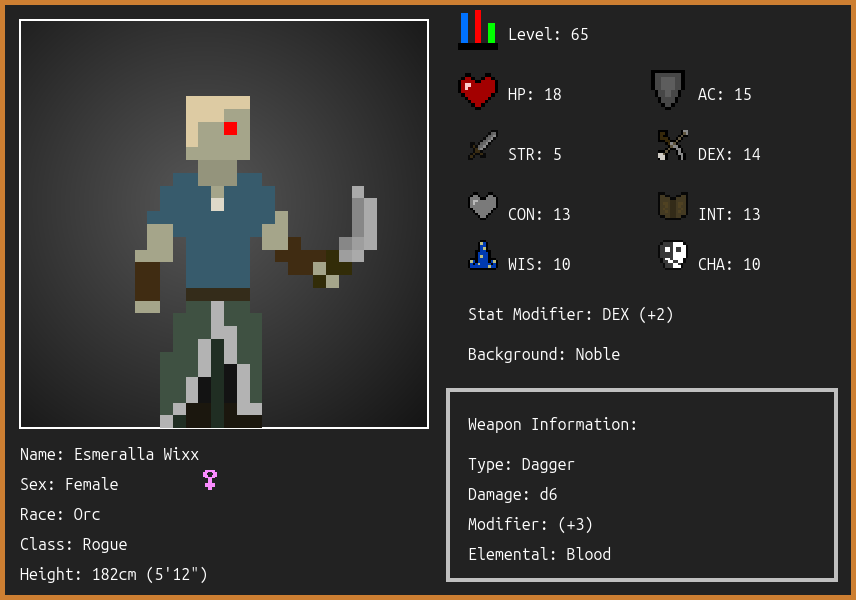 Level: 65
HP: 18
AC: 15
STR: 5
DEX: 14
CON: 13
INT: 13
WIS: 10
CHA: 10
Stat Modifier: DEX (+2)
Background: Noble
Weapon Information:
Type: Dagger
Damage: d6
Modifier: (+3)
Elemental: Blood
Name: Esmeralla Wixx
Sex: Female
Race: Orc
Class: Rogue
Height: 182cm (5'12")